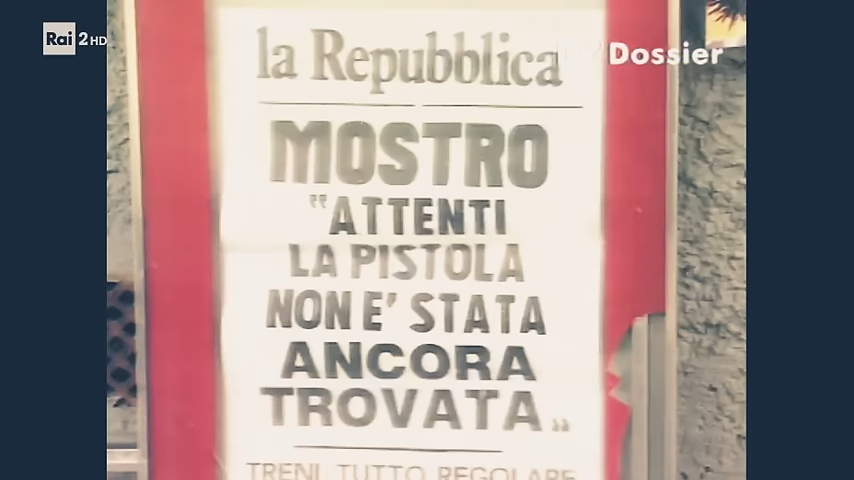 Rai 2 HD
Dossier
la Repubblica
MOSTRO
"ATTENTI
LA PISTOLA
NON E' STATA
ANCORA
TROVATA„
TRENI TUTTO REGOLARE